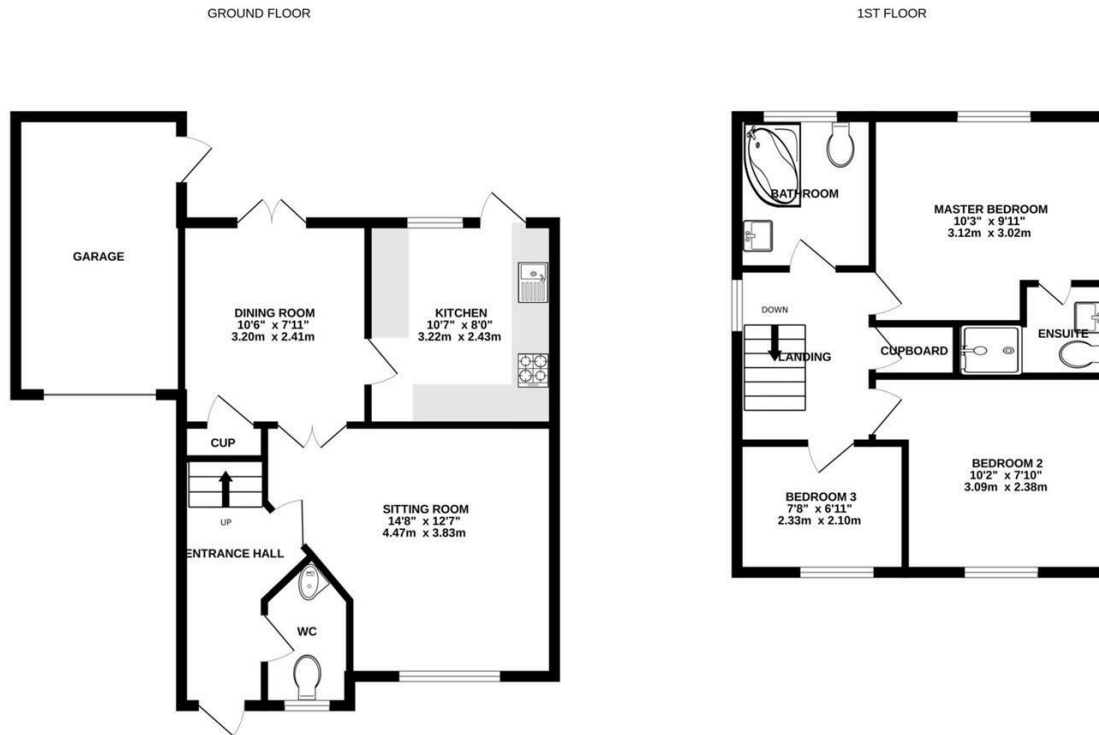 GROUND FLOOR
GARAGE
DINING ROOM
10'6" x 7'11"
3.20m x 2.41m
KITCHEN
10'7" x 8'0"
3.22m x 2.43m
CUP
UP
ENTRANCE HALL
SITTING ROOM
14'8" x 12'7"
4.47m x 3.83m
WC
1ST FLOOR
BATHROOM
MASTER BEDROOM
10'3" x 9'11"
3.12m x 3.02m
DOWN
LANDING
CUPBOARD
ENSUITE
BEDROOM 2
10'2" x 7'10"
3.09m x 2.38m
BEDROOM 3
7'8" x 6'11"
2.33m x 2.10m